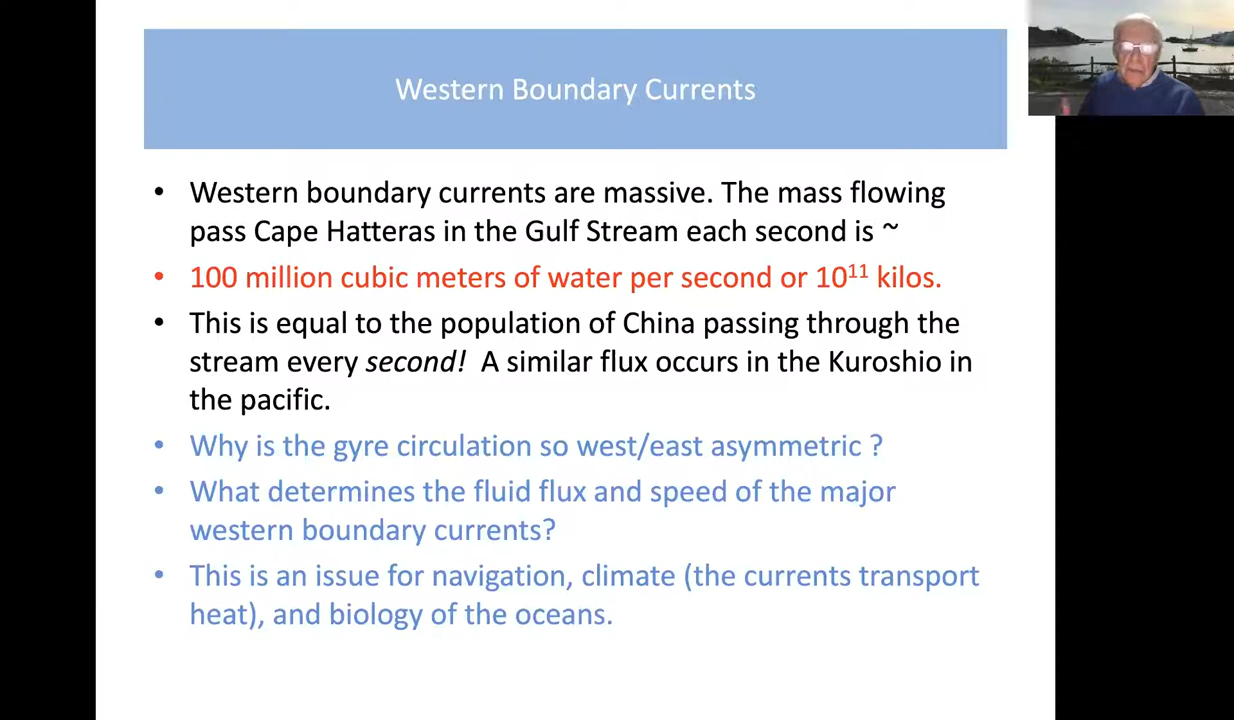 Western Boundary Currents
• Western boundary currents are massive. The mass flowing
pass Cape Hatteras in the Gulf Stream each second is ~
• 100 million cubic meters of water per second or 10¹¹ kilos.
• This is equal to the population of China passing through the
stream every second! A similar flux occurs in the Kuroshio in
the pacific.
• Why is the gyre circulation so west/east asymmetric ?
• What determines the fluid flux and speed of the major
western boundary currents?
• This is an issue for navigation, climate (the currents transport
heat), and biology of the oceans.